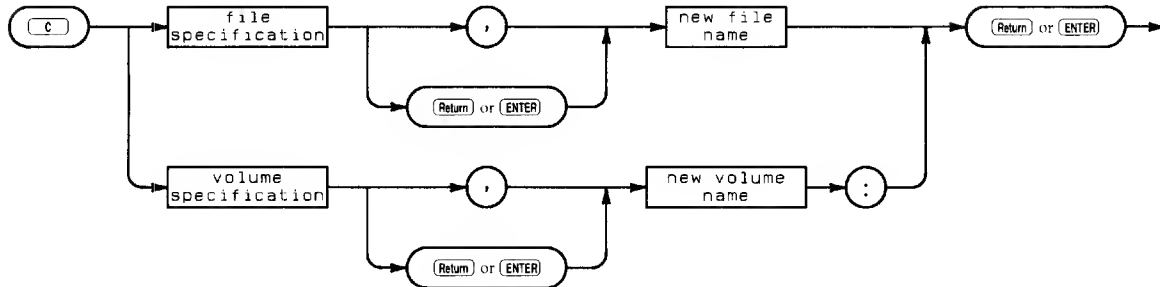 C
file
specification
,
new file
name
Return or ENTER
Return or ENTER
volume
specification
,
new volume
name
:
Return or ENTER